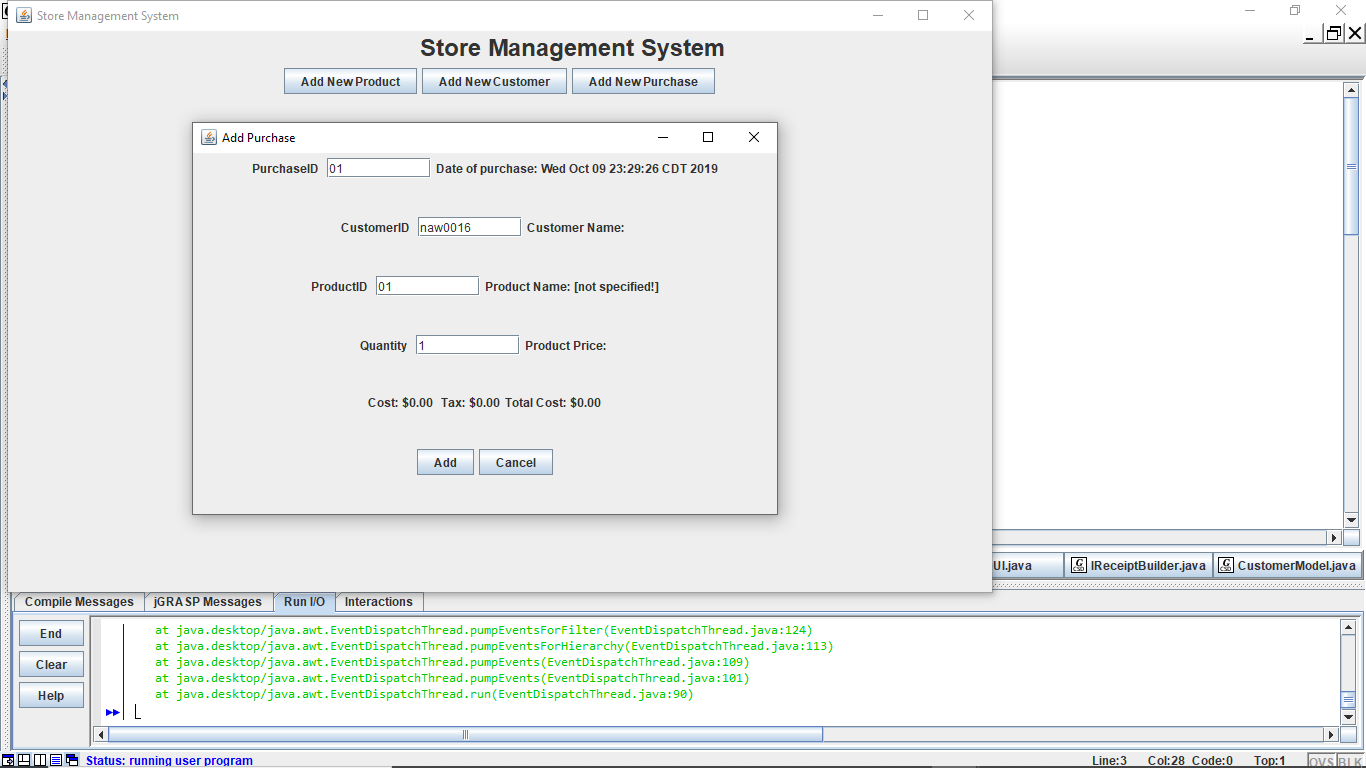 Store Management System
Store Management System
Add New Product Add New Customer Add New Purchase
Add Purchase
PurchaseID 01 Date of purchase: Wed Oct 09 23:29:26 CDT 2019
CustomerID naw0016 Customer Name:
ProductID 01 Product Name: [not specified!]
Quantity 1 Product Price:
Cost: $0.00 Tax: $0.00 Total Cost: $0.00
Add Cancel
UI.java IReceiptBuilder.java CustomerModel.java
Compile Messages jGRASP Messages Run I/O Interactions
End
Clear
Help
at java.desktop/java.awt.EventDispatchThread.pumpEventsForFilter(EventDispatchThread.java:124)
at java.desktop/java.awt.EventDispatchThread.pumpEventsForHierarchy(EventDispatchThread.java:113)
at java.desktop/java.awt.EventDispatchThread.pumpEvents(EventDispatchThread.java:109)
at java.desktop/java.awt.EventDispatchThread.pumpEvents(EventDispatchThread.java:101)
at java.desktop/java.awt.EventDispatchThread.run(EventDispatchThread.java:90)
Status: running user program Line:3 Col:28 Code:0 Top:1 OVS BLK